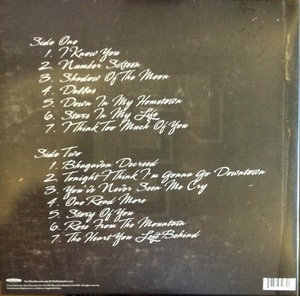 Side One
1. I Know You
2. Number Sixteen
3. Shadow Of The Moon
4. Dallas
5. Down In My Hometown
6. Stars In My Life
7. I Think Too Much Of You
Side Two
1. Bhagavan Decreed
2. Tonight I Think I'm Gonna Go Downtown
3. You've Never Seen Me Cry
4. One Road More
5. Story Of You
6. Rose From The Mountain
7. The Heart You Left Behind